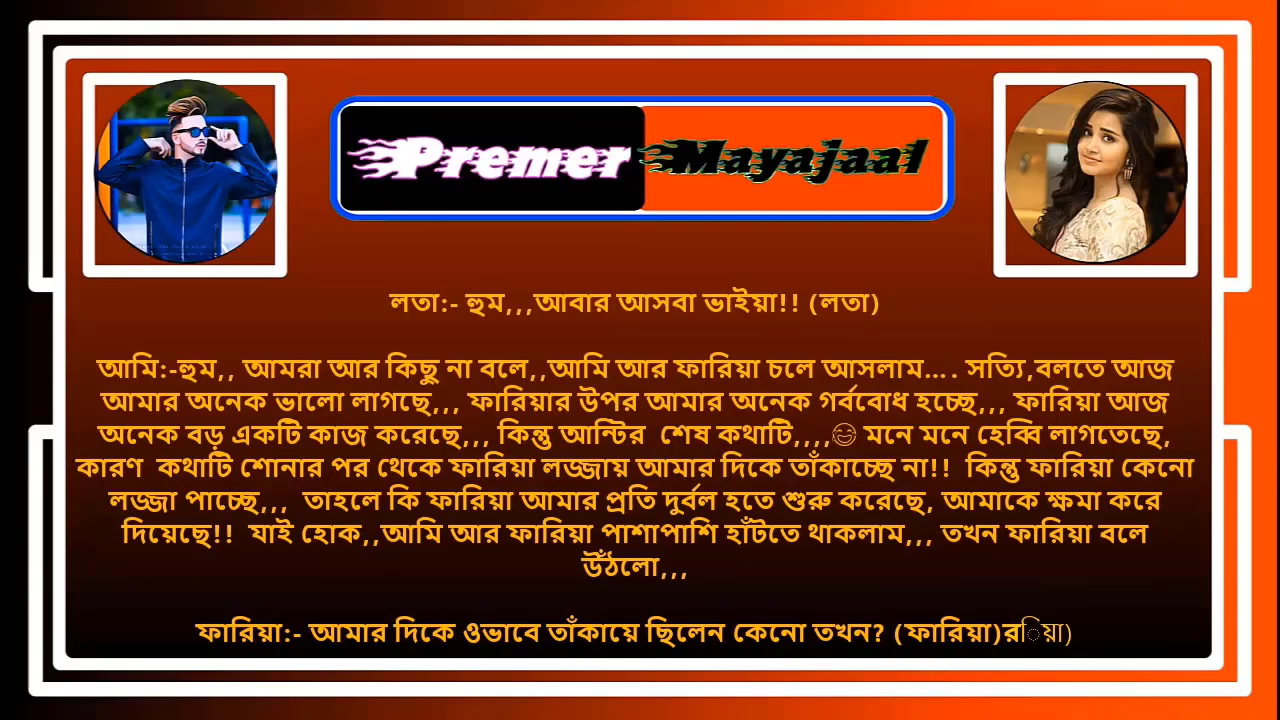 Premer Mayajaal
লতা:- হুম,,,আবার আসবা ভাইয়া!! (লতা)
আমি:-হুম,, আমরা আর কিছু না বলে,,আমি আর ফারিয়া চলে আসলাম.... সত্যি,বলতে আজ
আমার অনেক ভালো লাগছে,,, ফারিয়ার উপর আমার অনেক গর্ববোধ হচ্ছে,,, ফারিয়া আজ
অনেক বড় একটি কাজ করেছে,,, কিন্তু আন্টির শেষ কথাটি,,,,😅 মনে মনে হেব্বি লাগতেছে,
কারণ কথাটি শোনার পর থেকে ফারিয়া লজ্জায় আমার দিকে তাঁকাচ্ছে না!! কিন্তু ফারিয়া কেনো
লজ্জা পাচ্ছে,,, তাহলে কি ফারিয়া আমার প্রতি দুর্বল হতে শুরু করেছে, আমাকে ক্ষমা করে
দিয়েছে!! যাই হোক,,আমি আর ফারিয়া পাশাপাশি হাঁটতে থাকলাম,,, তখন ফারিয়া বলে
উঁঠলো,,,
ফারিয়া:- আমার দিকে ওভাবে তাঁকায়ে ছিলেন কেনো তখন? (ফারিয়া)রিয়া)